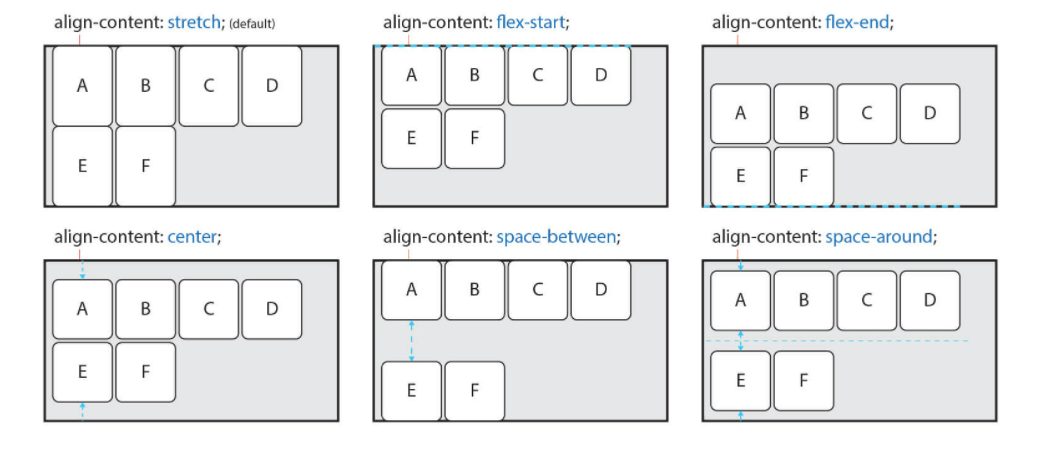 align-content: stretch; (default)
align-content: flex-start;
align-content: flex-end;
A B C D
E F
A B C D
E F
A B C D
E F
align-content: center;
align-content: space-between;
align-content: space-around;
A B C D
E F
A B C D
E F
A B C D
E F